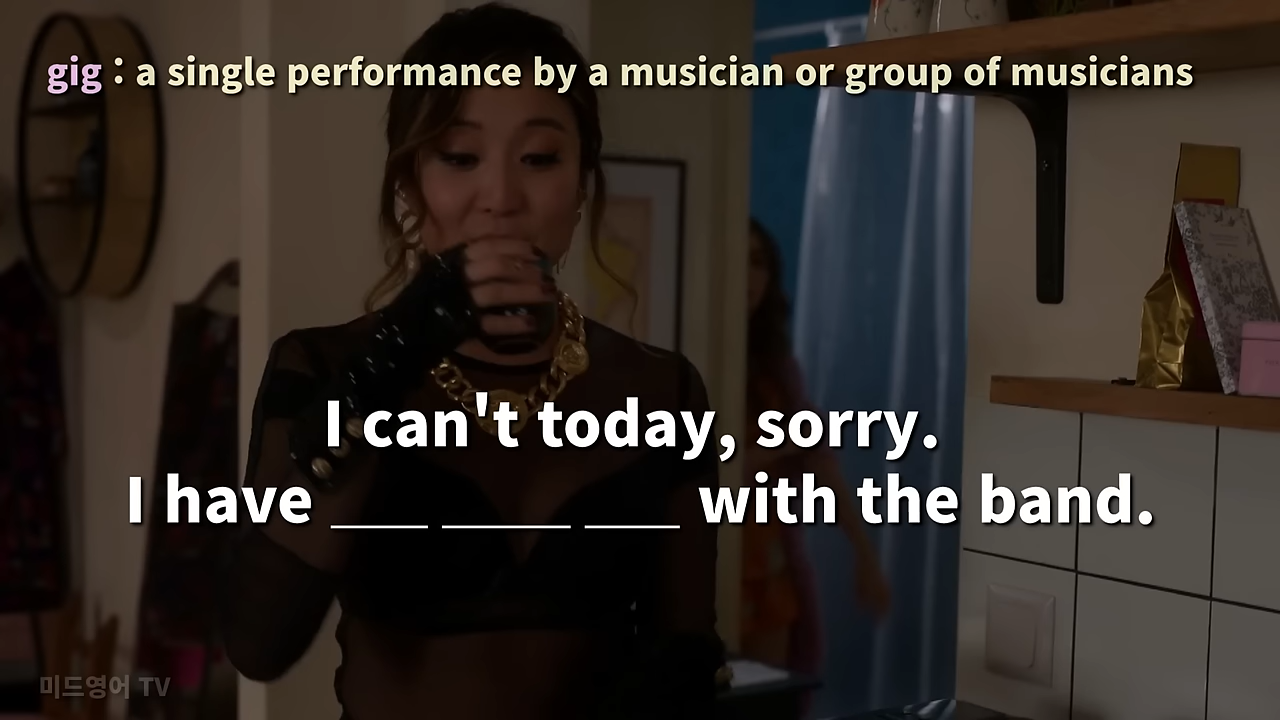 gig : a single performance by a musician or group of musicians
I can't today, sorry.
I have ___ ____ ___ with the band.
미드영어 TV